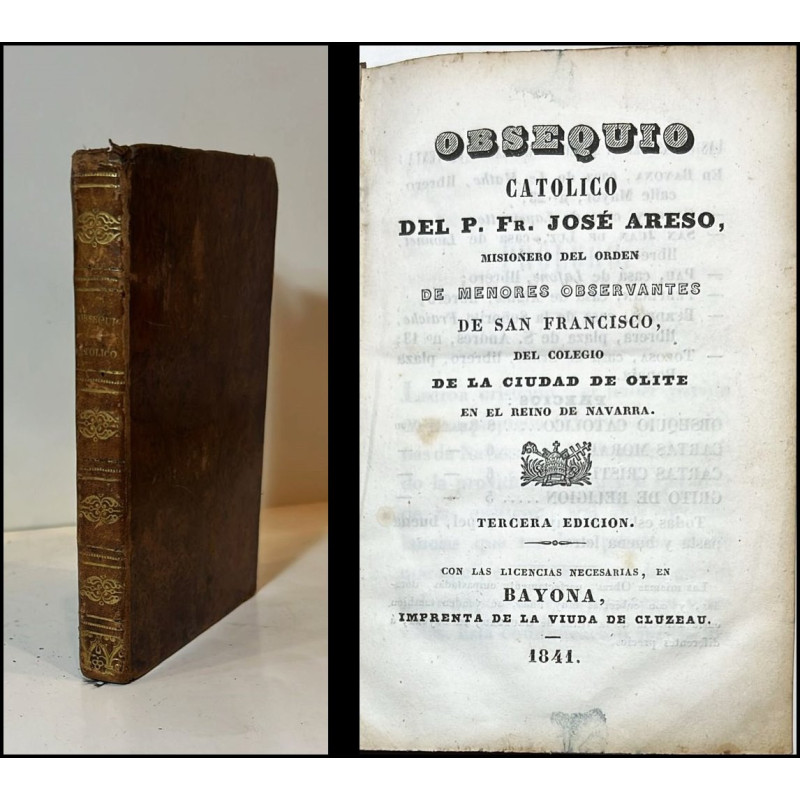 OBSEQUIO
CATOLICO
OBSEQUIO
CATOLICO
DEL P. FR. JOSÉ ARESO,
MISIOÑERO DEL ORDEN
DE MENORES OBSERVANTES
DE SAN FRANCISCO,
DEL COLEGIO
DE LA CIUDAD DE OLITE
EN EL REINO DE NAVARRA.
TERCERA EDICION.
CON LAS LICENCIAS NECESARIAS, EN
BAYONA,
IMPRENTA DE LA VIUDA DE CLUZEAU.
1841.